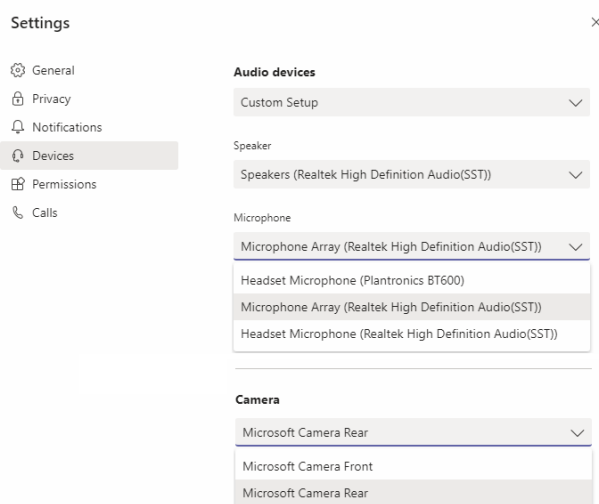 Settings
General
Privacy
Notifications
Devices
Permissions
Calls
Audio devices
Custom Setup
Speaker
Speakers (Realtek High Definition Audio(SST))
Microphone
Microphone Array (Realtek High Definition Audio(SST))
Headset Microphone (Plantronics BT600)
Microphone Array (Realtek High Definition Audio(SST))
Headset Microphone (Realtek High Definition Audio(SST))
Camera
Microsoft Camera Rear
Microsoft Camera Front
Microsoft Camera Rear